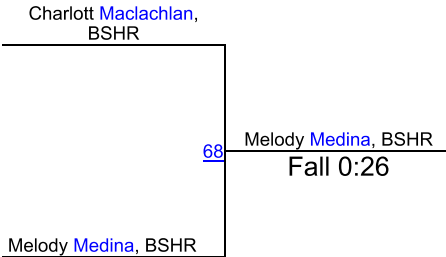 Charlott Maclachlan,
BSHR
Melody Medina, BSHR
68
Fall 0:26
Melody Medina, BSHR